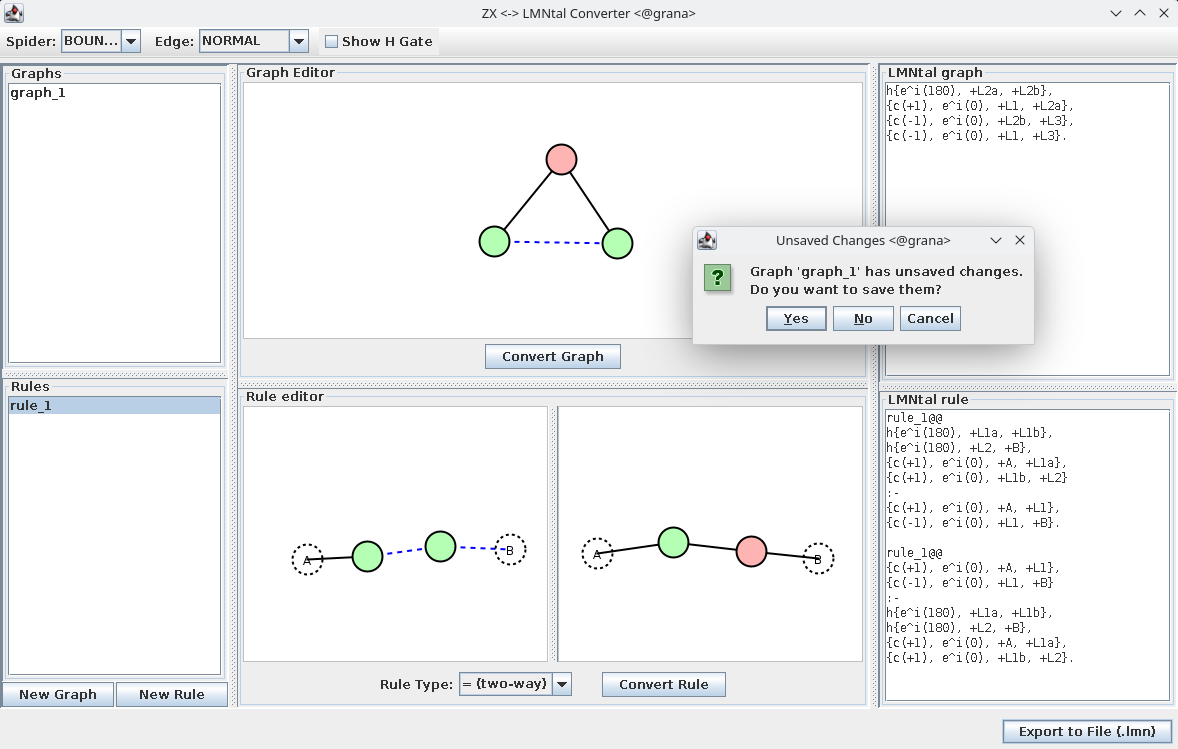 ZX <-> LMNtal Converter <@grana>
Spider: BOUN... Edge: NORMAL Show H Gate
Graphs
graph_1
Rules
rule_1
New Graph New Rule
Graph Editor
Convert Graph
Rule editor
A B A B
Rule Type: = (two-way) Convert Rule
LMNtal graph
h{e^i(180), +L2a, +L2b},
{c(+1), e^i(0), +L1, +L2a},
{c(-1), e^i(0), +L2b, +L3},
{c(-1), e^i(0), +L1, +L3}.
Unsaved Changes <@grana>
?
Graph 'graph_1' has unsaved changes.
Do you want to save them?
Yes No Cancel
LMNtal rule
rule_1@@
h{e^i(180), +L1a, +L1b},
h{e^i(180), +L2, +B},
{c(+1), e^i(0), +A, +L1a},
{c(+1), e^i(0), +L1b, +L2}
:-
{c(+1), e^i(0), +A, +L1},
{c(-1), e^i(0), +L1, +B}.
rule_1@@
{c(+1), e^i(0), +A, +L1},
{c(-1), e^i(0), +L1, +B}
:-
h{e^i(180), +L1a, +L1b},
h{e^i(180), +L2, +B},
{c(+1), e^i(0), +A, +L1a},
{c(+1), e^i(0), +L1b, +L2}.
Export to File (.lmn)